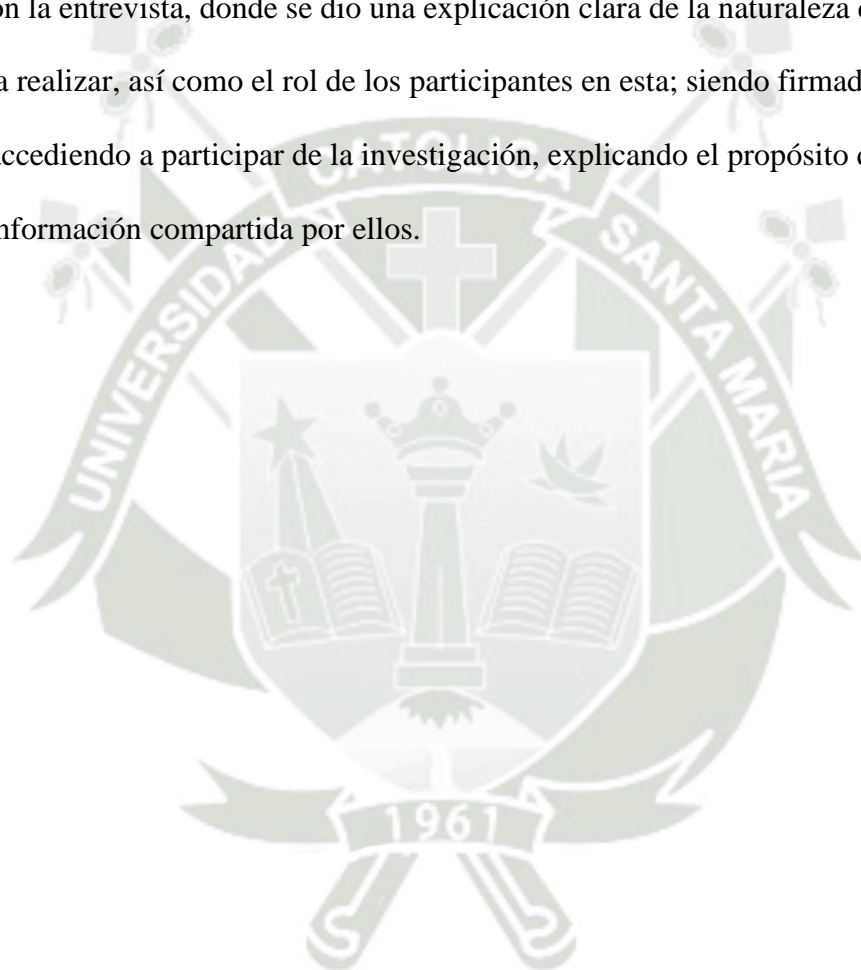 on la entrevista, donde se dio una explicación clara de la naturaleza
a realizar, así como el rol de los participantes en esta; siendo
accediendo a participar de la investigación, explicando el propósito
nformación compartida por ellos.
UNIVERSIDAD CATOLICA SANTA MARIA
1961